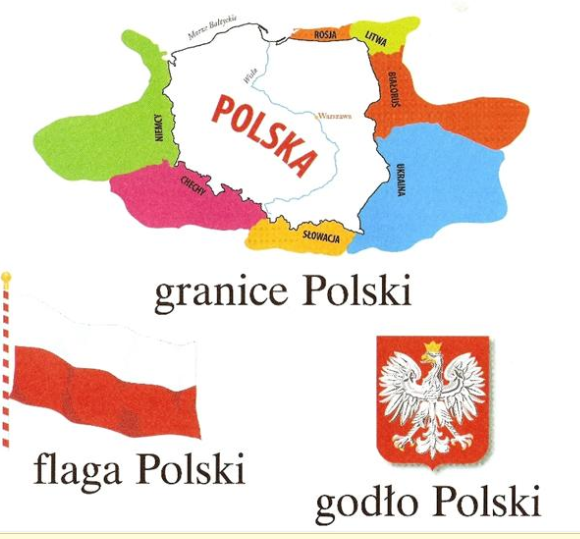 Morze Bałtyckie
ROSJA
LITWA
BIAŁORUŚ
Wisła
Warszawa
POLSKA
NIEMCY
CZECHY
UKRAINA
SŁOWACJA
granice Polski
flaga Polski
godło Polski